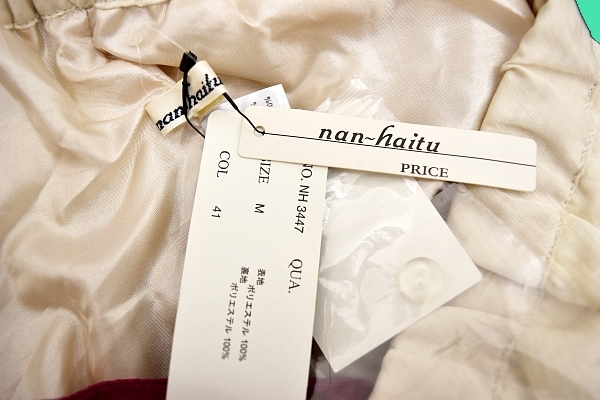 nan-haitu
nan~haitu
PRICE
NO. NH 3447 QUA.
SIZE M
COL 41
表地 ポリエステル 100%
裏地 ポリエステル 100%